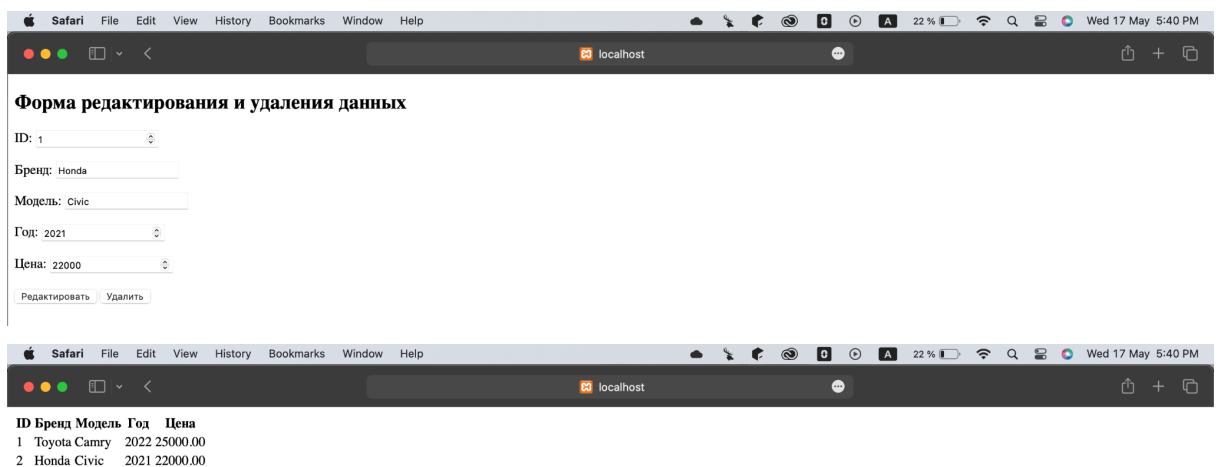 Safari File Edit View History Bookmarks Window Help A 22 % Wed 17 May 5:40 PM
localhost
Форма редактирования и удаления данных
ID: 1
Бренд: Honda
Модель: Civic
Год: 2021
Цена: 22000
Редактировать Удалить
Safari File Edit View History Bookmarks Window Help A 22 % Wed 17 May 5:40 PM
localhost
ID Бренд Модель Год Цена
1 Toyota Camry 2022 25000.00
2 Honda Civic 2021 22000.00